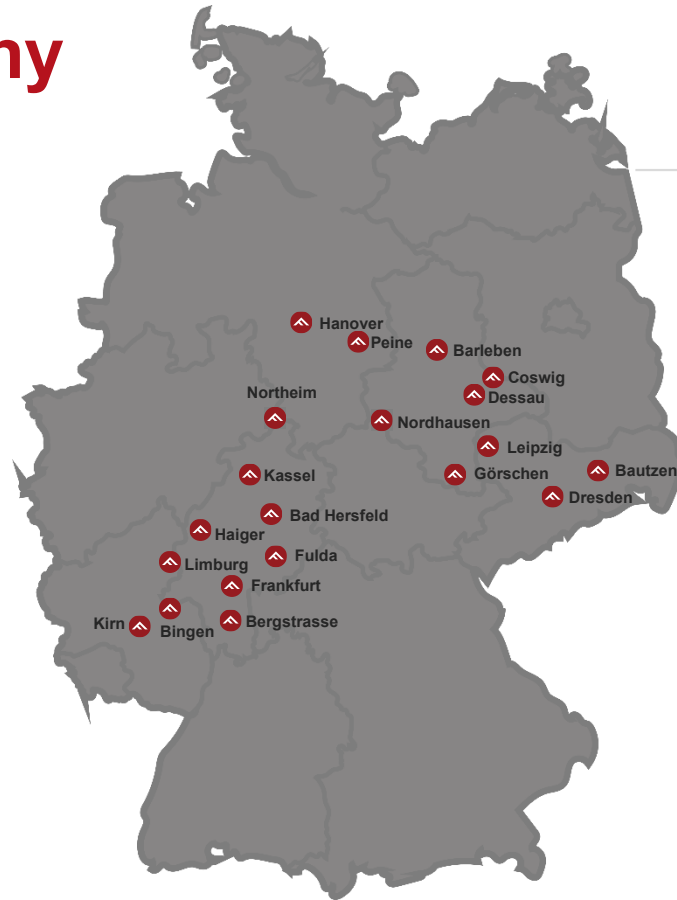 ny
Hanover
Peine
Barleben
Coswig
Dessau
Northeim
Nordhausen
Leipzig
Görschen
Bautzen
Kassel
Dresden
Bad Hersfeld
Haiger
Fulda
Limburg
Frankfurt
Kirn
Bingen
Bergstrasse